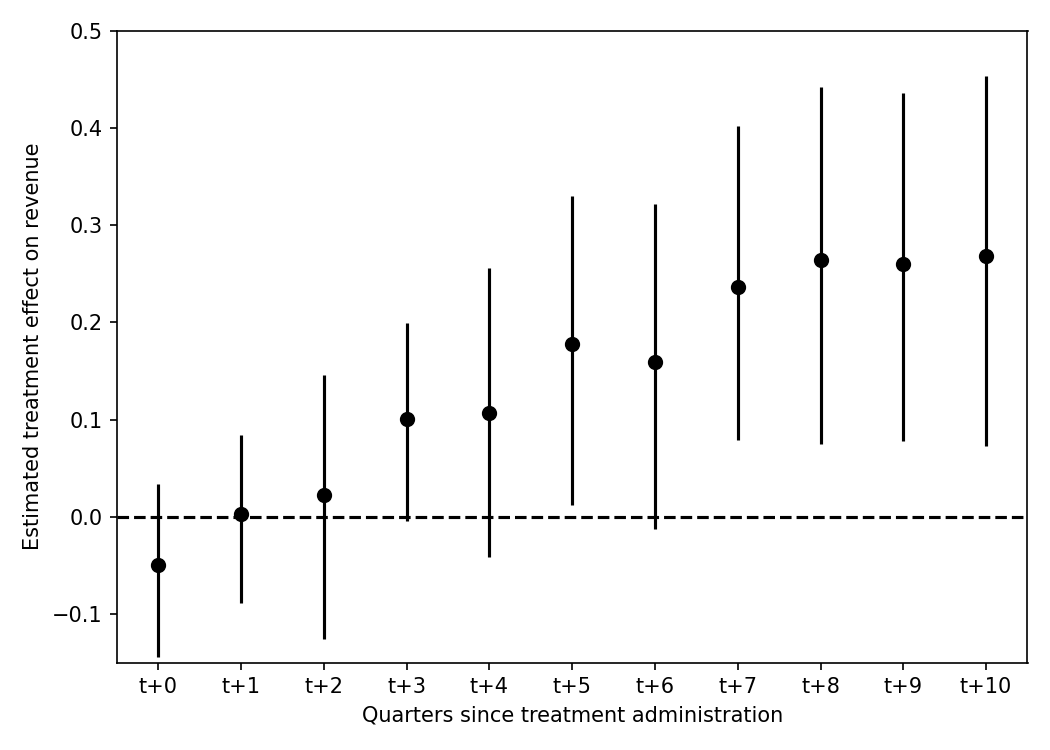 0.5
0.4
0.3
0.2
0.1
0.0
−0.1
Estimated treatment effect on revenue
t+0 t+1 t+2 t+3 t+4 t+5 t+6 t+7 t+8 t+9 t+10
Quarters since treatment administration